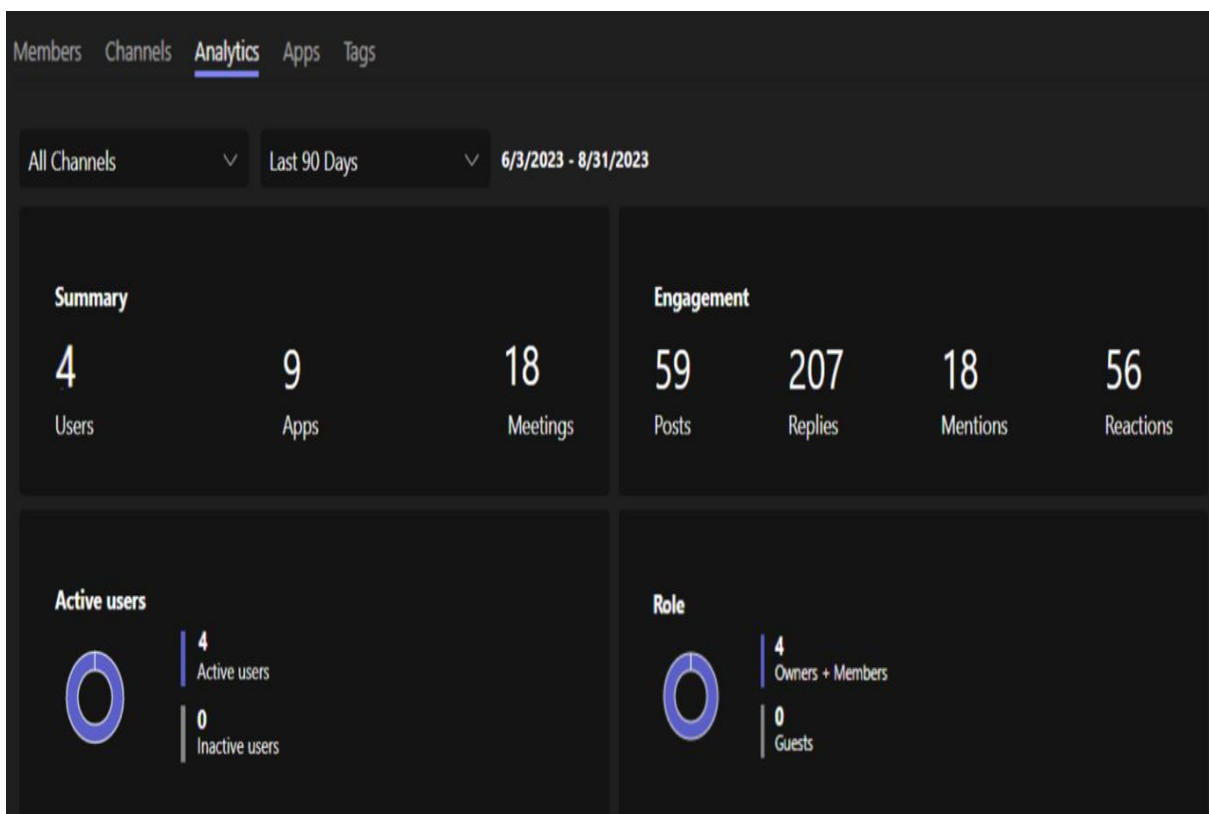 Members Channels Analytics Apps Tags
All Channels Last 90 Days 6/3/2023 - 8/31/2023
Summary
4 9 18
Users Apps Meetings
Engagement
59 207 18 56
Posts Replies Mentions Reactions
Active users
4
Active users
0
Inactive users
Role
4
Owners + Members
0
Guests